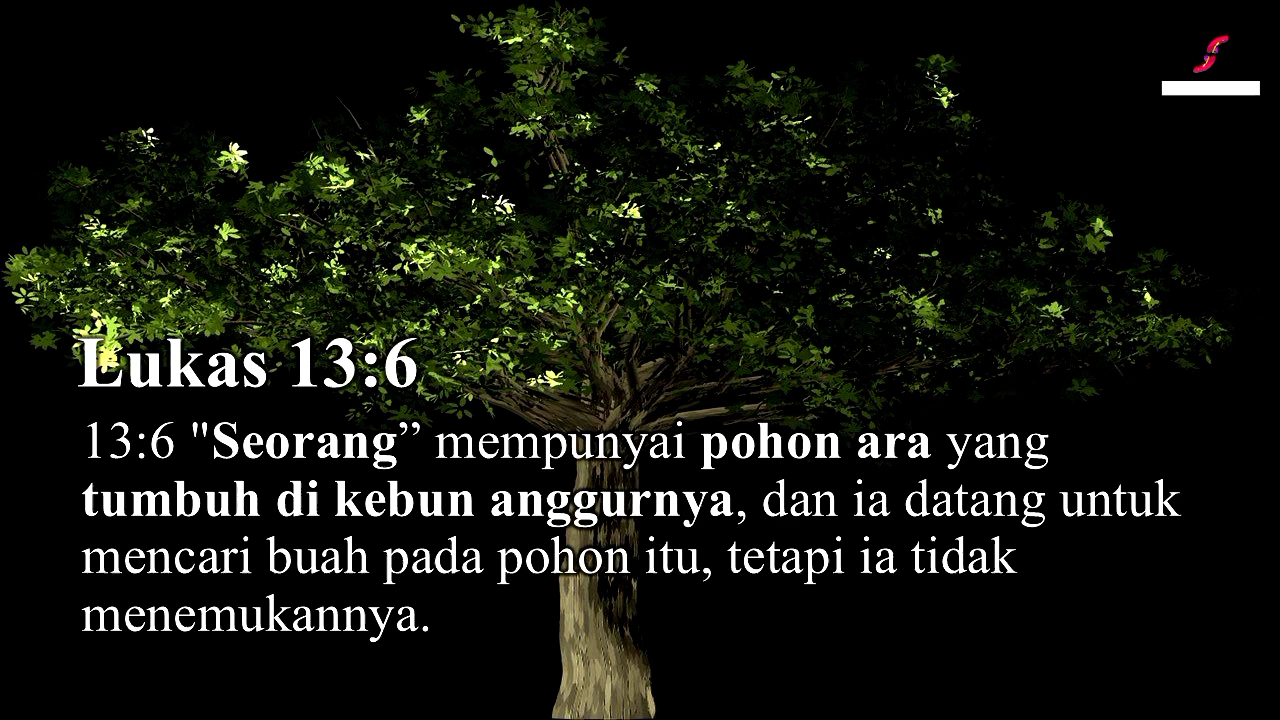 Lukas 13:6
13:6 "Seorang” mempunyai pohon ara yang
tumbuh di kebun anggurnya, dan ia datang untuk
mencari buah pada pohon itu, tetapi ia tidak
menemukannya.